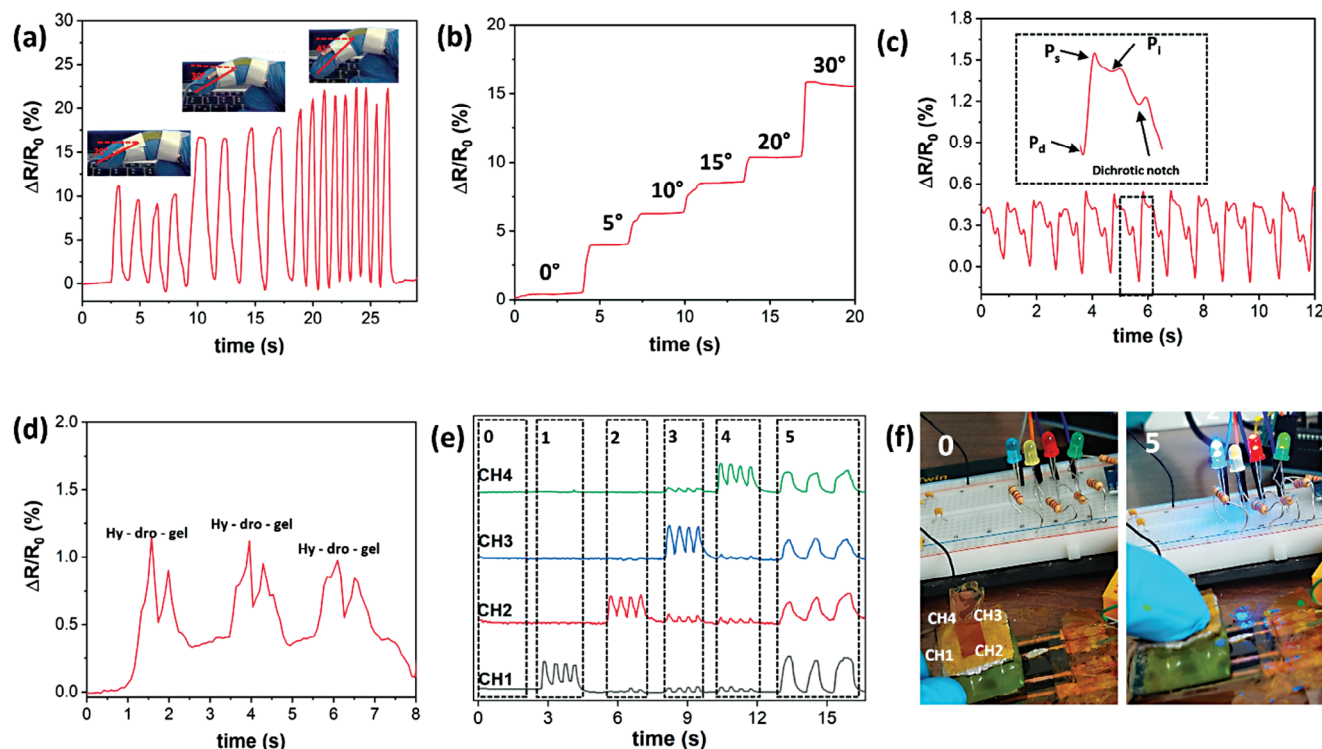 (a)
30
25
20
15
10
5
0
ΔR/R₀ (%)
30°
45°
0 5 10 15 20 25
time (s)
(b)
20
15
10
5
0
ΔR/R₀ (%)
0°
5°
10°
15°
20°
30°
0 5 10 15 20
time (s)
(c)
1.8
1.5
1.2
0.9
0.6
0.3
0.0
ΔR/R₀ (%)
Pₛ
Pᵢ
P_d
Dichrotic notch
0 2 4 6 8 10 12
time (s)
(d)
2.0
1.5
1.0
0.5
0.0
ΔR/R₀ (%)
Hy - dro - gel
Hy - dro - gel
Hy - dro - gel
0 1 2 3 4 5 6 7 8
time (s)
(e)
0 1 2 3 4 5
CH4
CH3
CH2
CH1
0 3 6 9 12 15
time (s)
(f)
0
CH4
CH3
CH1
CH2
5